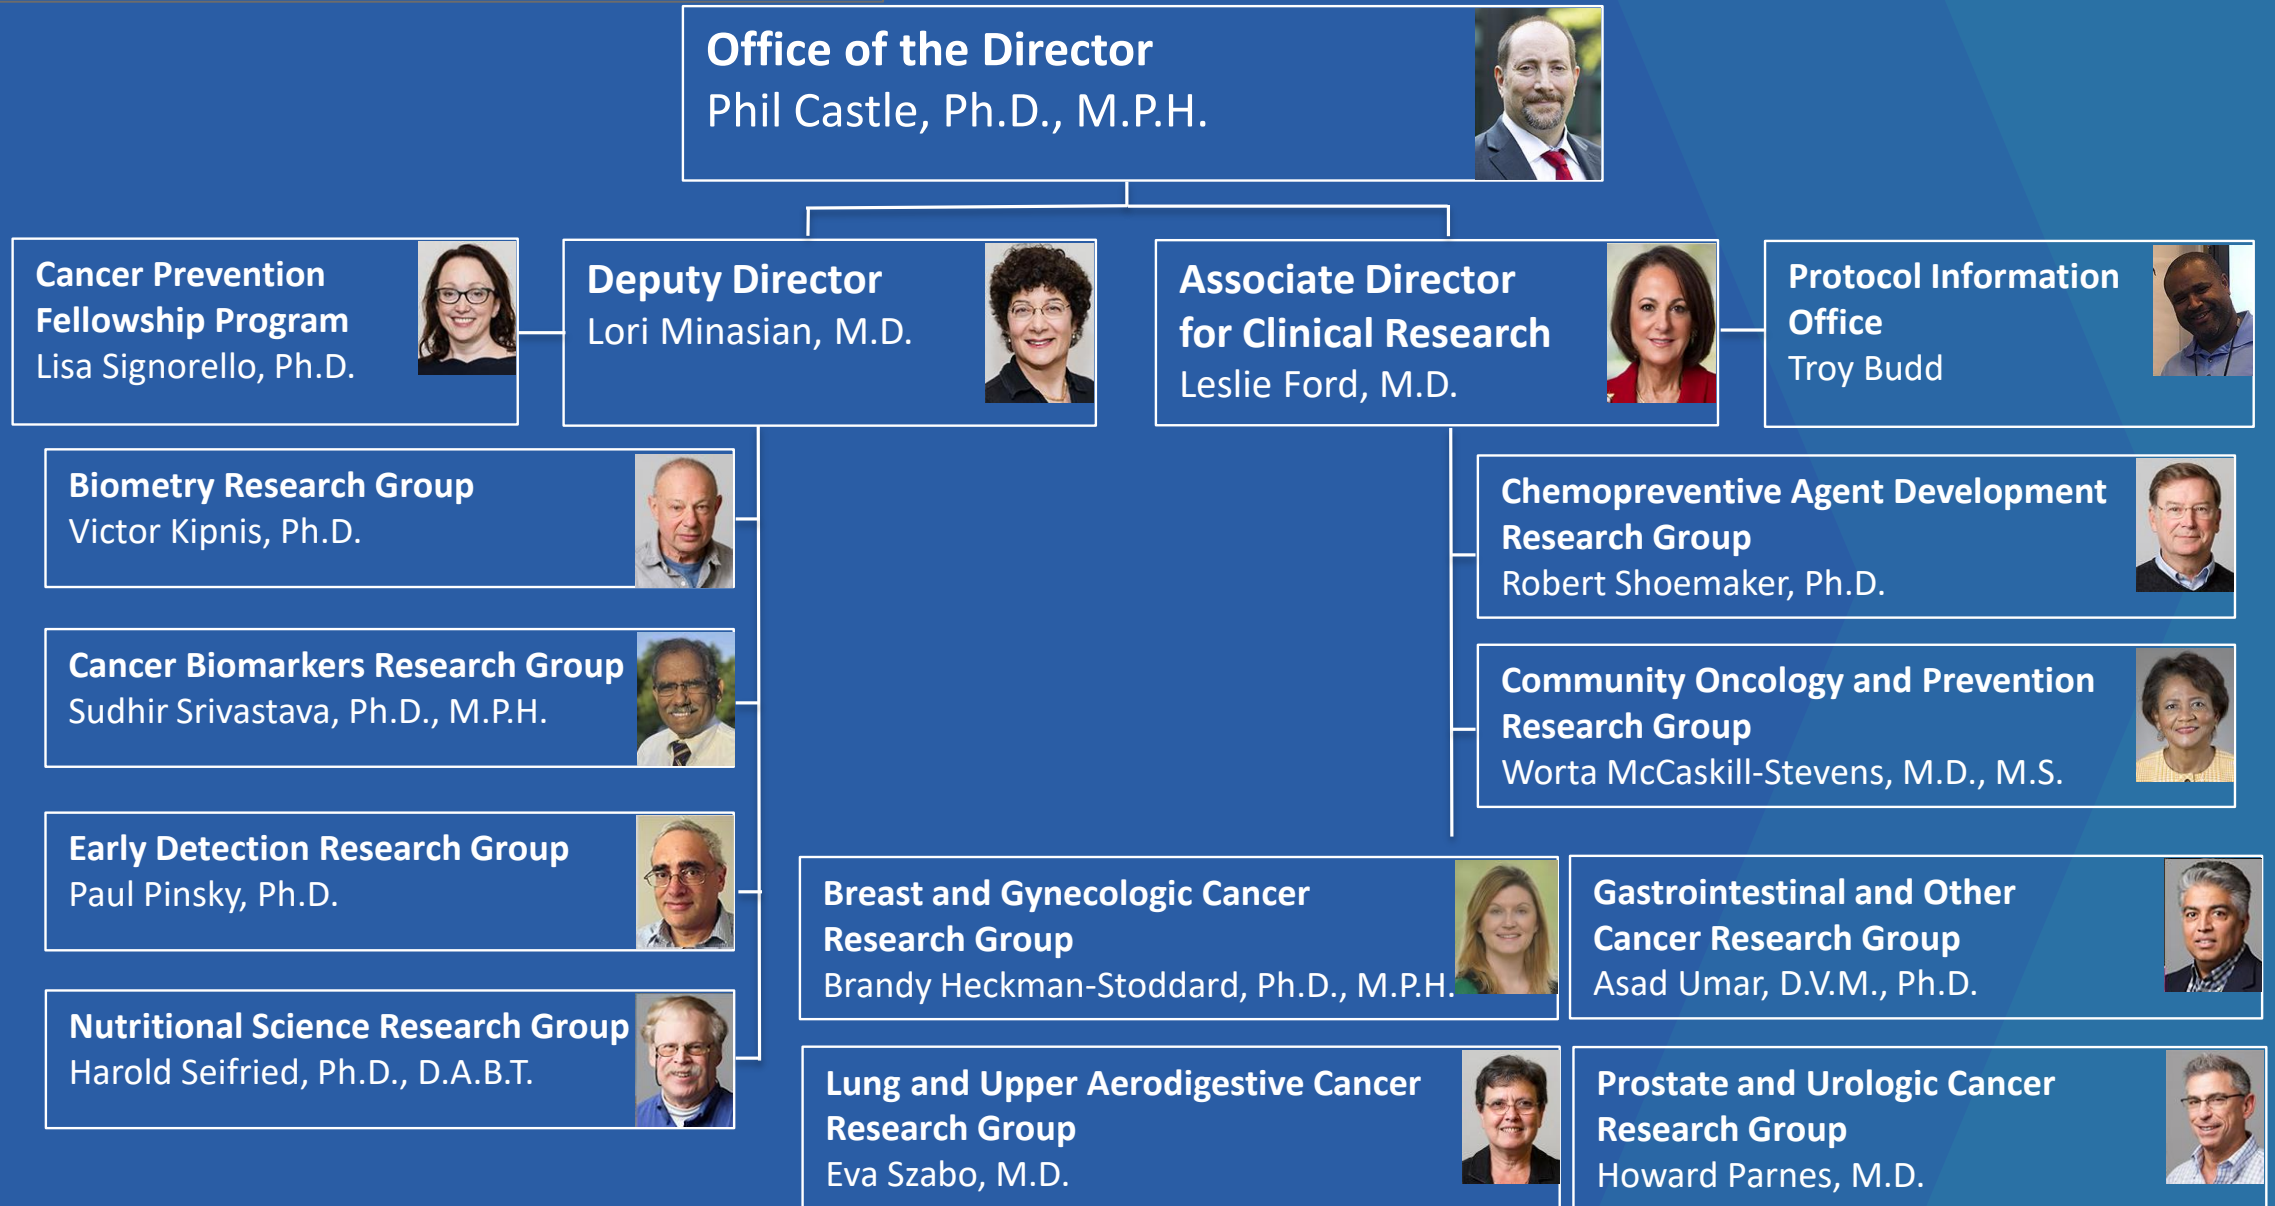 Office of the Director
Phil Castle, Ph.D., M.P.H.
Cancer Prevention
Fellowship Program
Lisa Signorello, Ph.D.
Deputy Director
Lori Minasian, M.D.
Associate Director
for Clinical Research
Leslie Ford, M.D.
Protocol Information
Office
Troy Budd
Biometry Research Group
Victor Kipnis, Ph.D.
Cancer Biomarkers Research Group
Sudhir Srivastava, Ph.D., M.P.H.
Early Detection Research Group
Paul Pinsky, Ph.D.
Nutritional Science Research Group
Harold Seifried, Ph.D., D.A.B.T.
Chemopreventive Agent Development
Research Group
Robert Shoemaker, Ph.D.
Community Oncology and Prevention
Research Group
Worta McCaskill-Stevens, M.D., M.S.
Breast and Gynecologic Cancer
Research Group
Brandy Heckman-Stoddard, Ph.D., M.P.H.
Gastrointestinal and Other
Cancer Research Group
Asad Umar, D.V.M., Ph.D.
Lung and Upper Aerodigestive Cancer
Research Group
Eva Szabo, M.D.
Prostate and Urologic Cancer
Research Group
Howard Parnes, M.D.